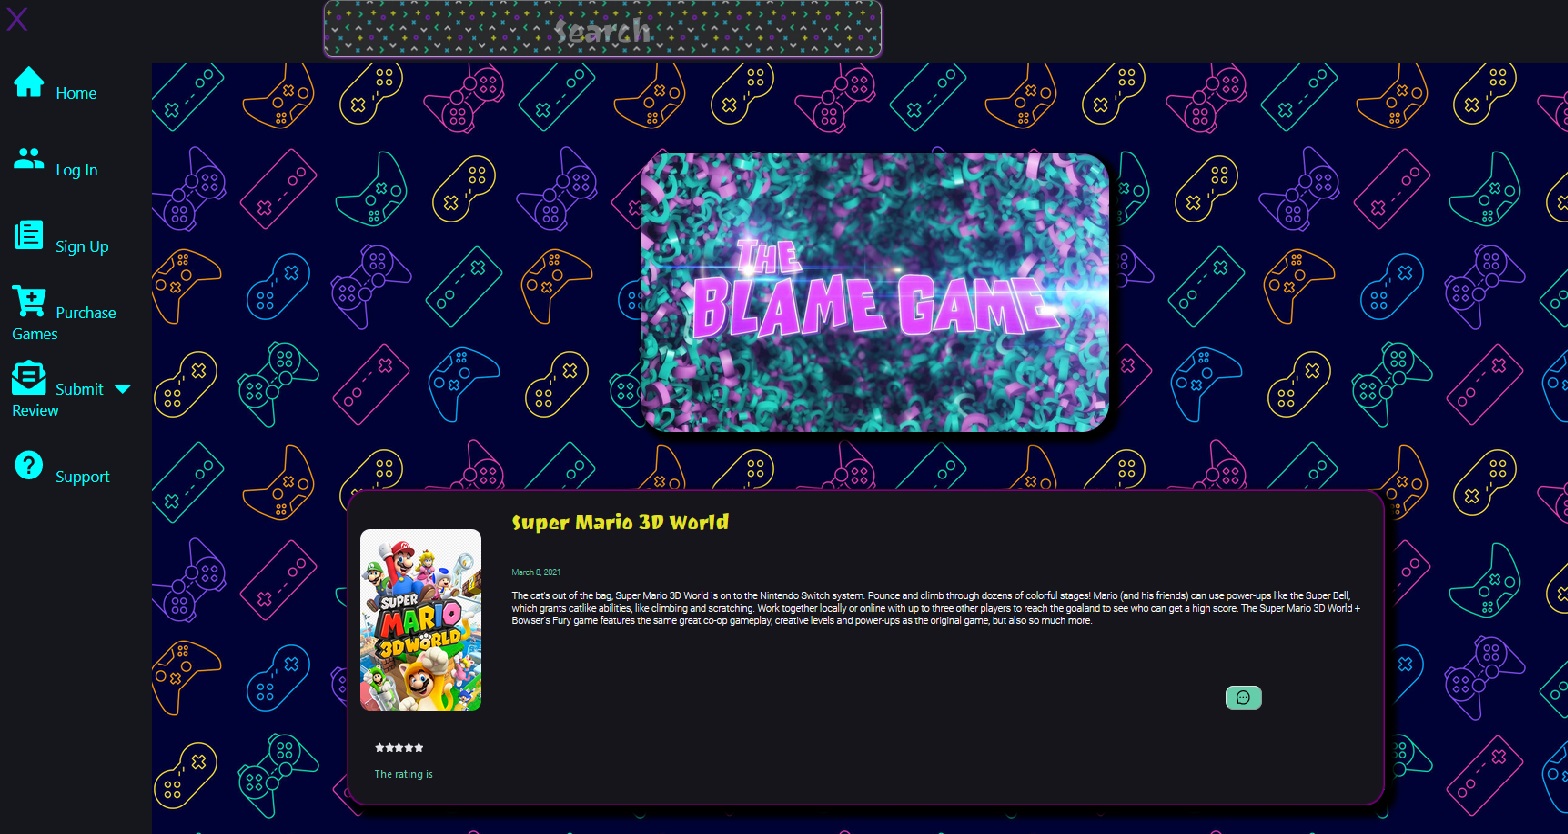 X
Search
Home
Log In
Sign Up
Purchase
Games
Submit
Review
Support
THE
BLAME GAME
Super Mario 3D World
March 8, 2021
The cat's out of the bag, Super Mario 3D World is on to the Nintendo Switch system. Pounce and climb through dozens of colorful stages! Mario (and his friends) can use power-ups like the Super Bell,
which grants catlike abilities, like climbing and scratching. Work together locally or online with up to three other players to reach the goaland to see who can get a high score. The Super Mario 3D World +
Bowser's Fury game features the same great co-op gameplay, creative levels and power-ups as the original game, but also so much more.
SUPER
MARIO
3D WORLD
The rating is